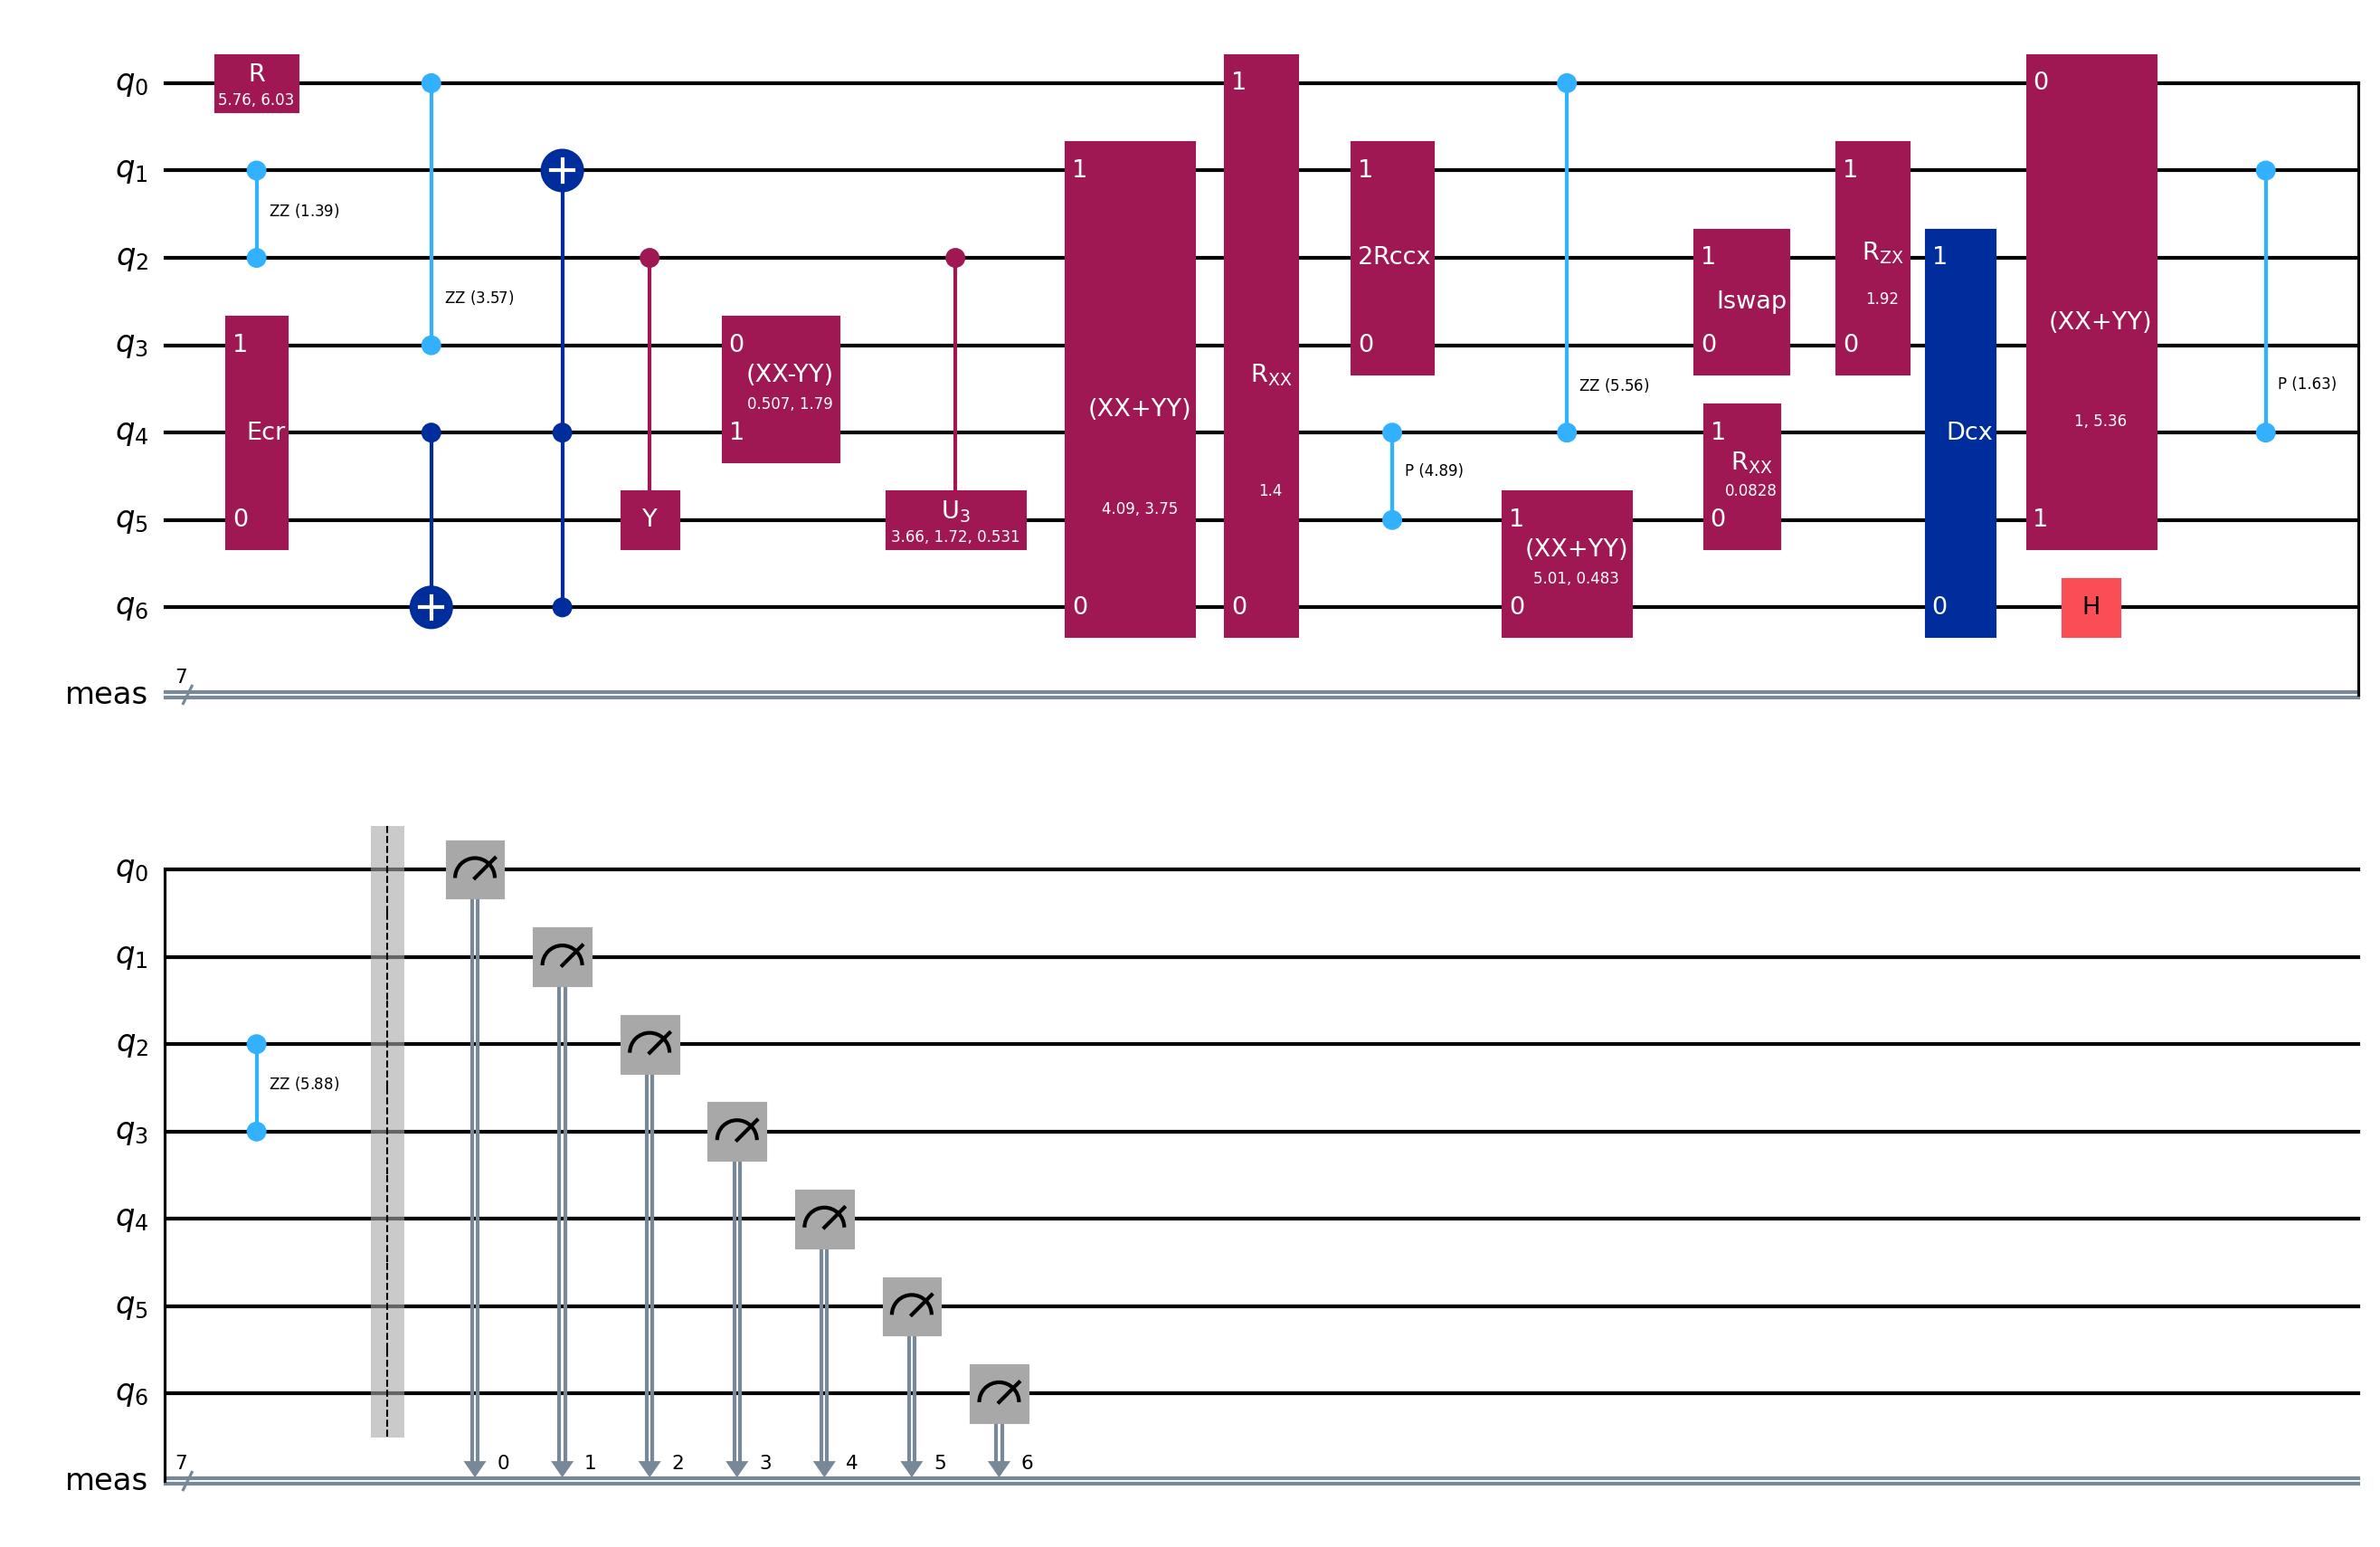 R
5.76, 6.03
q0
1
0
1
0
q1
ZZ (1.39)
1
1
1
q2
2Rccx
1
RZX
1.92
1
ZZ (3.57)
Iswap
q3
1
0
(XX-YY)
0.507, 1.79
RXX
0
0
0
(XX+YY)
ZZ (5.56)
P (1.63)
q4
Ecr
1
(XX+YY)
P (4.89)
1
RXX
0.0828
Dcx
1, 5.36
q5
0
Y
U3
3.66, 1.72, 0.531
4.09, 3.75
1.4
1
(XX+YY)
5.01, 0.483
0
1
q6
0
0
0
0
H
meas
7
q0
q1
q2
ZZ (5.88)
q3
q4
q5
q6
meas
7
0
1
2
3
4
5
6